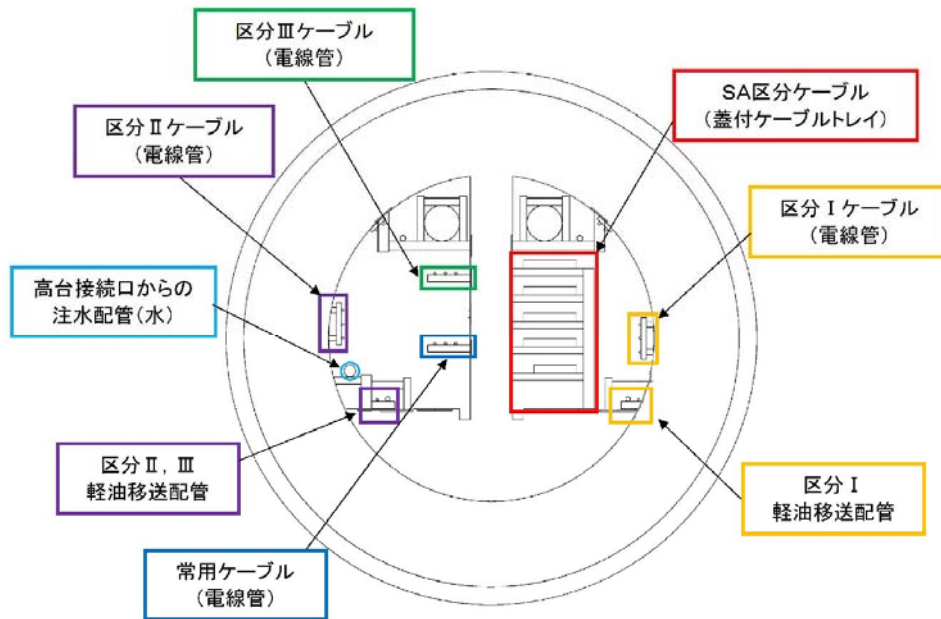 区分Ⅲケーブル
(電線管)
SA区分ケーブル
(蓋付ケーブルトレイ)
区分Ⅱケーブル
(電線管)
区分Ⅰケーブル
(電線管)
高台接続口からの
注水配管(水)
区分Ⅱ,Ⅲ
軽油移送配管
区分Ⅰ
軽油移送配管
常用ケーブル
(電線管)